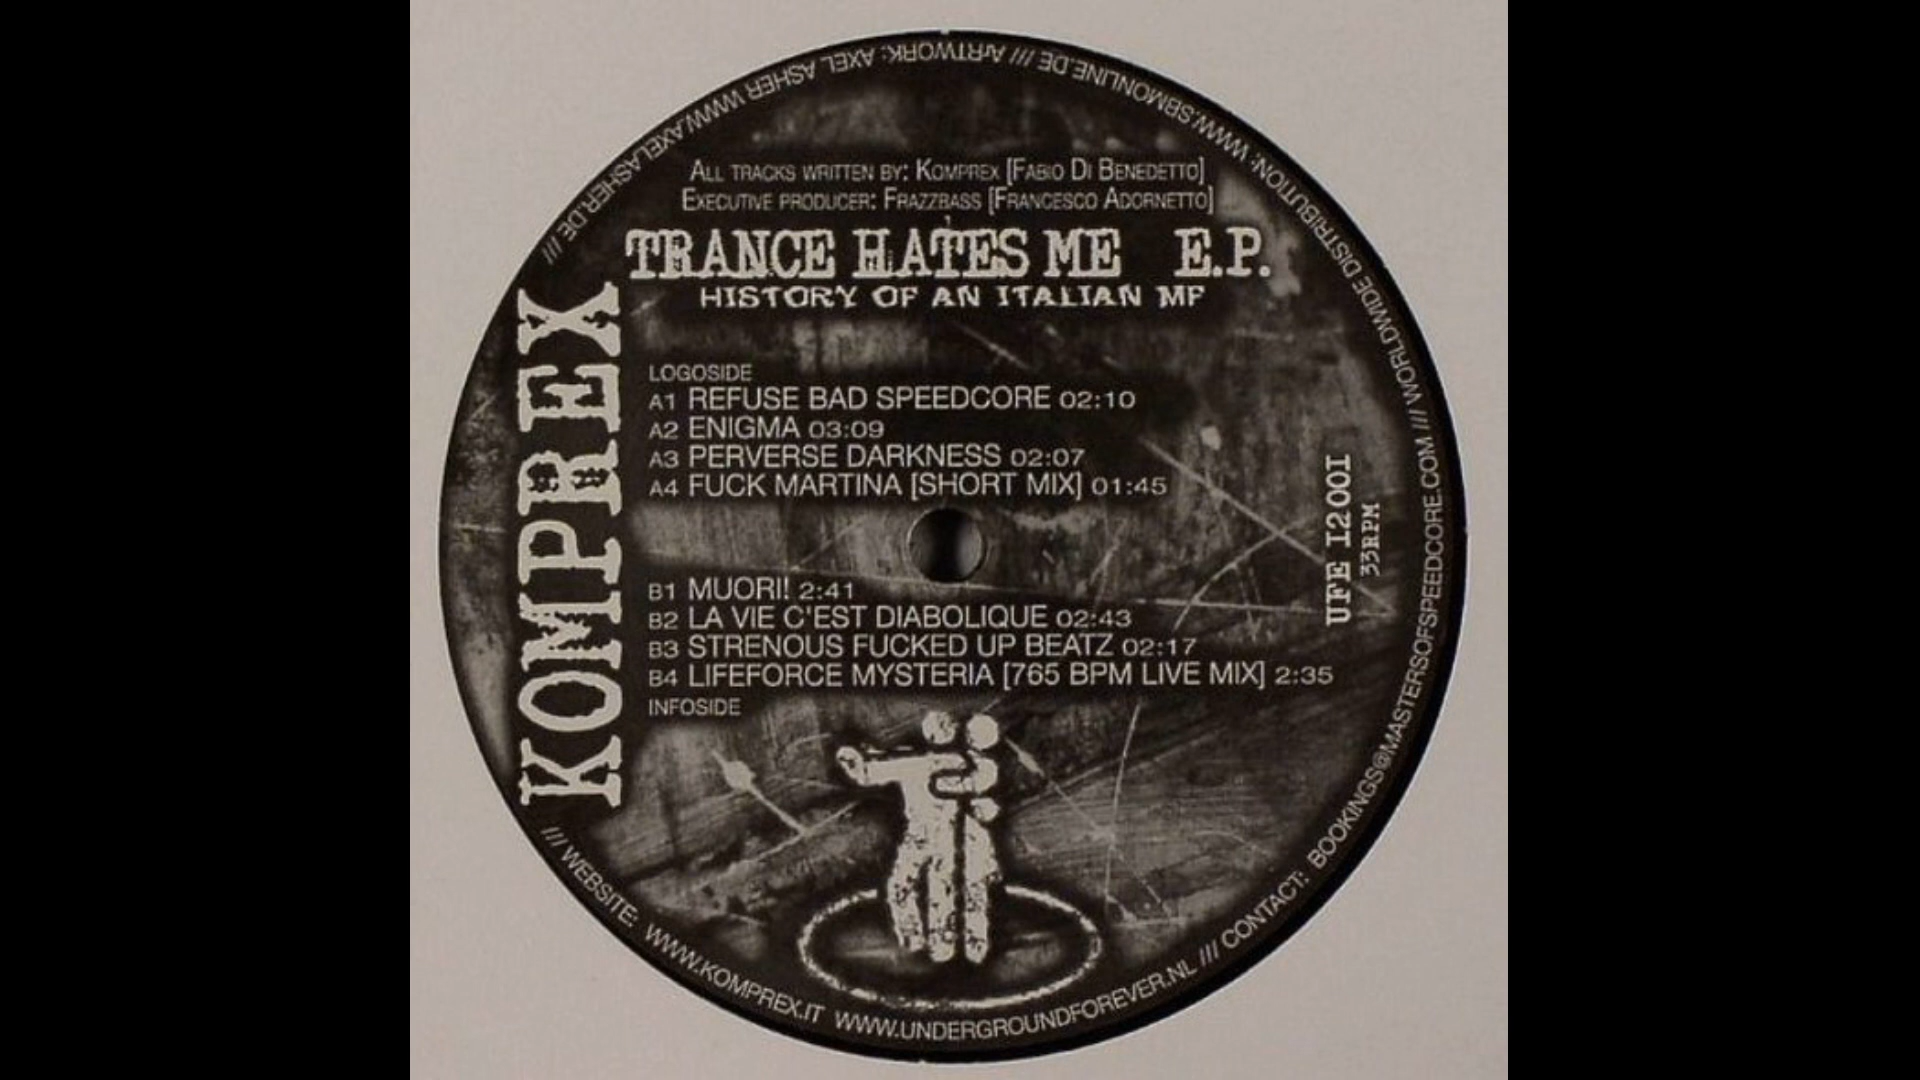 ALL TRACKS WRITTEN BY: KOMPREX [FABIO DI BENEDETTO]
EXECUTIVE PRODUCER: FRAZZBASS [FRANCESCO ADORNETTO]
TRANCE HATES ME E.P.
HISTORY OF AN ITALIAN MF
KOMPREX
LOGOSIDE
A1 REFUSE BAD SPEEDCORE 02:10
A2 ENIGMA 03:09
A3 PERVERSE DARKNESS 02:07
A4 FUCK MARTINA [SHORT MIX] 01:45
B1 MUORI! 2:41
B2 LA VIE C'EST DIABOLIQUE 02:43
B3 STRENOUS FUCKED UP BEATZ 02:17
B4 LIFEFORCE MYSTERIA [765 BPM LIVE MIX] 2:35
INFOSIDE
UFE 12001
33RPM
/// WEBSITE: WWW.KOMPREX.IT WWW.UNDERGROUNDFOREVER.NL /// CONTACT: BOOKINGS@MASTERSOFSPEEDCORE.COM /// WORLDWIDE DISTRIBUTION: WWW.SBMONLINE.DE /// ARTWORK: AXEL ASHER WWW.AXELASHER.DE ///